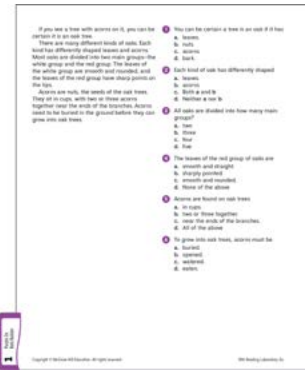 If you see a tree with acorns on it, you can be
certain it is an oak tree.
There are many different kinds of oaks. Each
kind has differently shaped leaves and acorns.
Most oaks are divided into two main groups—the
white group and the red group. The leaves of
the white group are smooth and rounded, and
the leaves of the red group have sharp points on
the tips.
Acorns are nuts, the seeds of the oak trees.
They sit in cups, with two or three acorns
together near the ends of the branches. Acorns
need to be buried in the ground before they can
grow into oak trees.
1 You can be certain a tree is an oak if it has
a. leaves.
b. nuts.
c. acorns.
d. bark.
2 Each kind of oak has differently shaped
a. leaves.
b. acorns.
c. Both a and b
d. Neither a nor b
3 All oaks are divided into how many main
groups?
a. two
b. three
c. four
d. five
4 The leaves of the red group of oaks are
a. smooth and straight.
b. sharply pointed.
c. smooth and rounded.
d. None of the above
5 Acorns are found on oak trees
a. in cups.
b. two or three together.
c. near the ends of the branches.
d. All of the above
6 To grow into oak trees, acorns must be
a. buried.
b. opened.
c. watered.
d. eaten.
1
Copyright © McGraw-Hill Education. All rights reserved.
Reading Laboratory